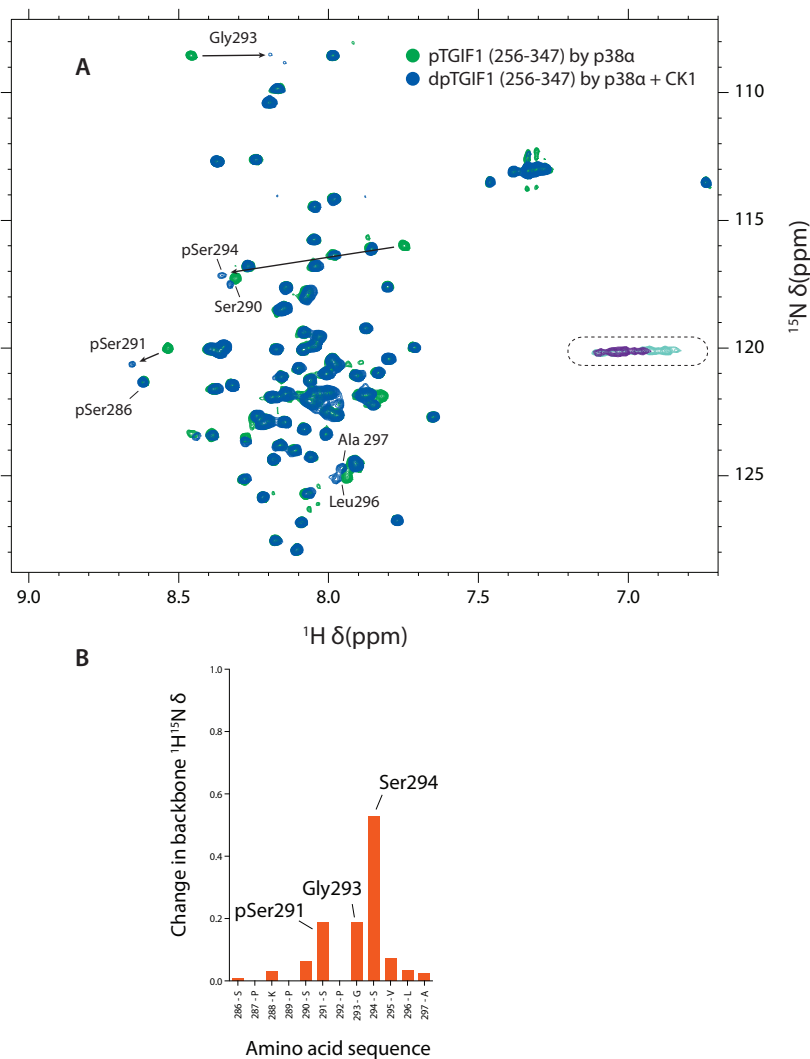 A
Gly293
pTGIF1 (256-347) by p38α
dpTGIF1 (256-347) by p38α + CK1
110
115
120
125
¹⁵N δ(ppm)
pSer294
Ser290
pSer291
pSer286
Ala 297
Leu296
9.0 8.5 8.0 7.5 7.0
¹H δ(ppm)
B
Change in backbone ¹H¹⁵N δ
1.0
0.8
0.6
0.4
0.2
0.0
Ser294
Gly293
pSer291
286 - S
287 - P
288 - K
289 - P
290 - S
291 - S
292 - P
293 - G
294 - S
295 - V
296 - L
297 - A
Amino acid sequence